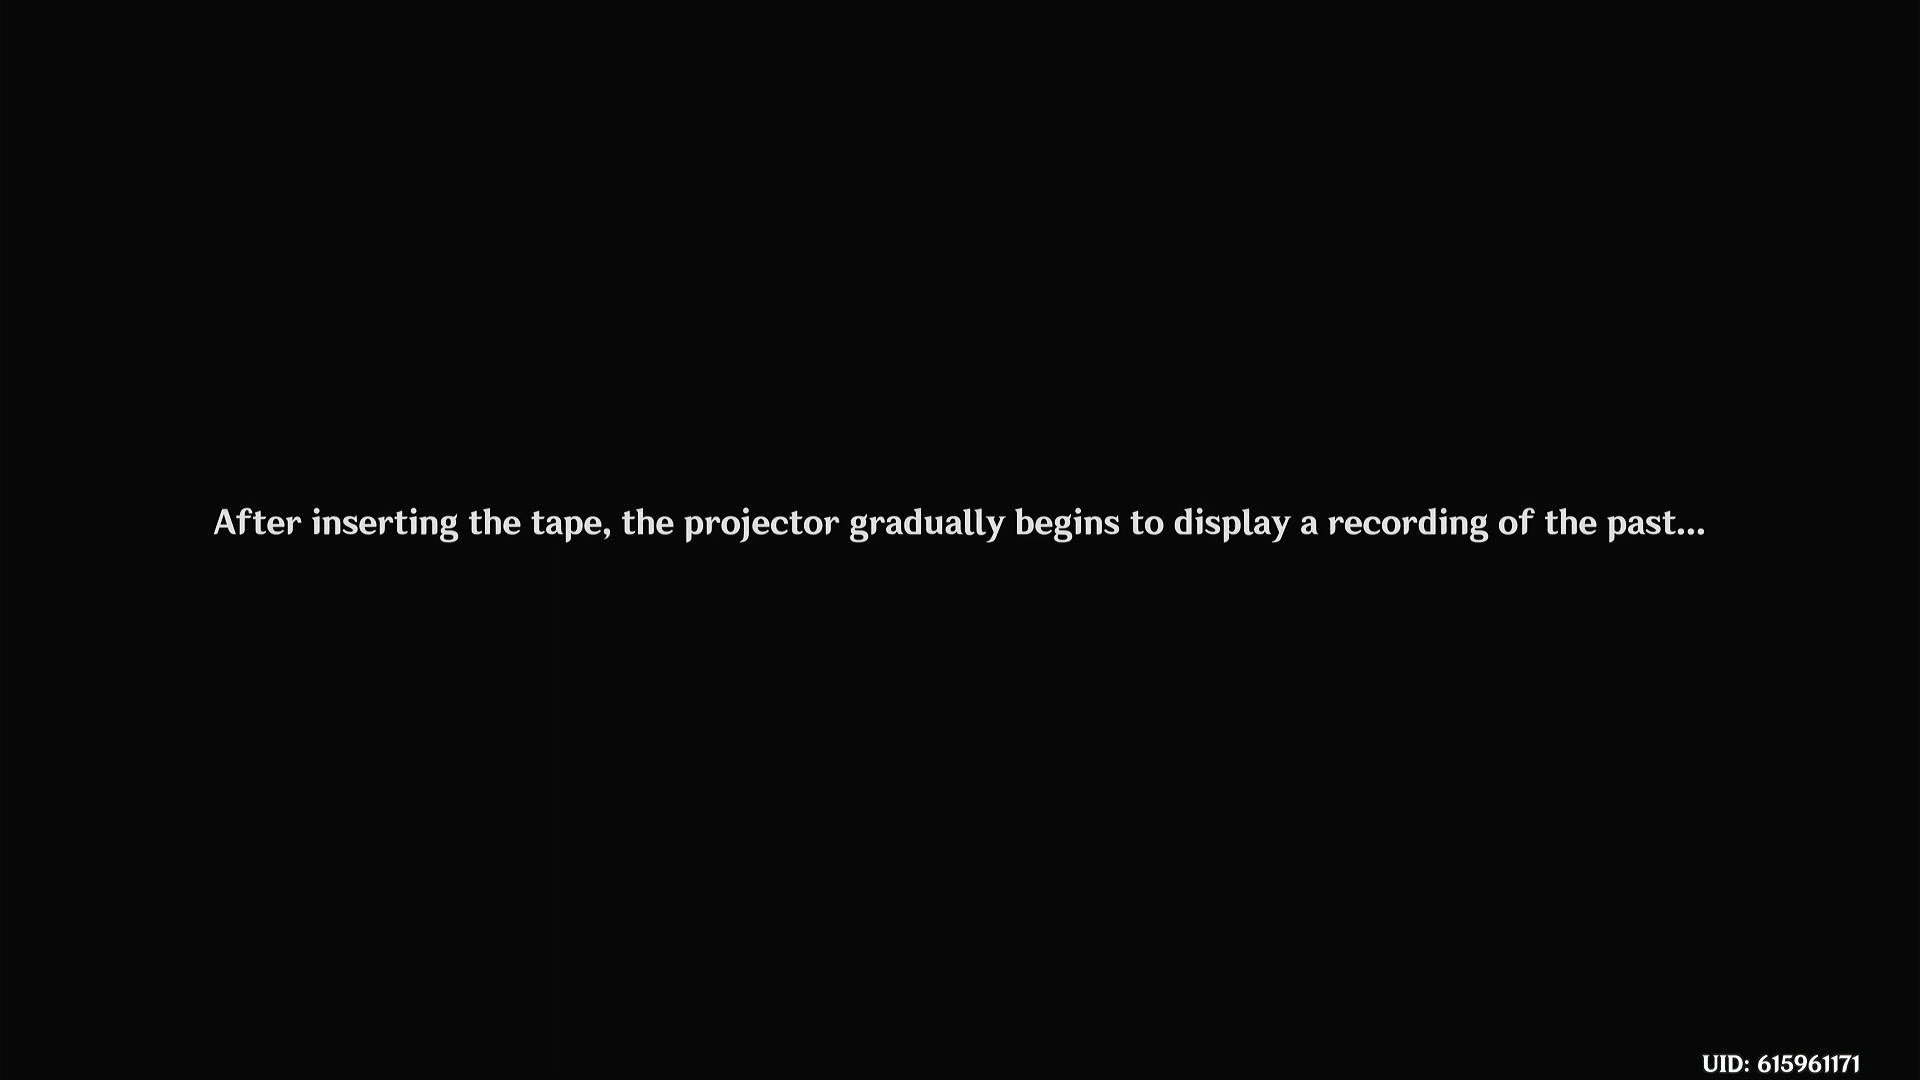 After inserting the tape, the projector gradually begins to display a recording of the past...
UID: 615961171